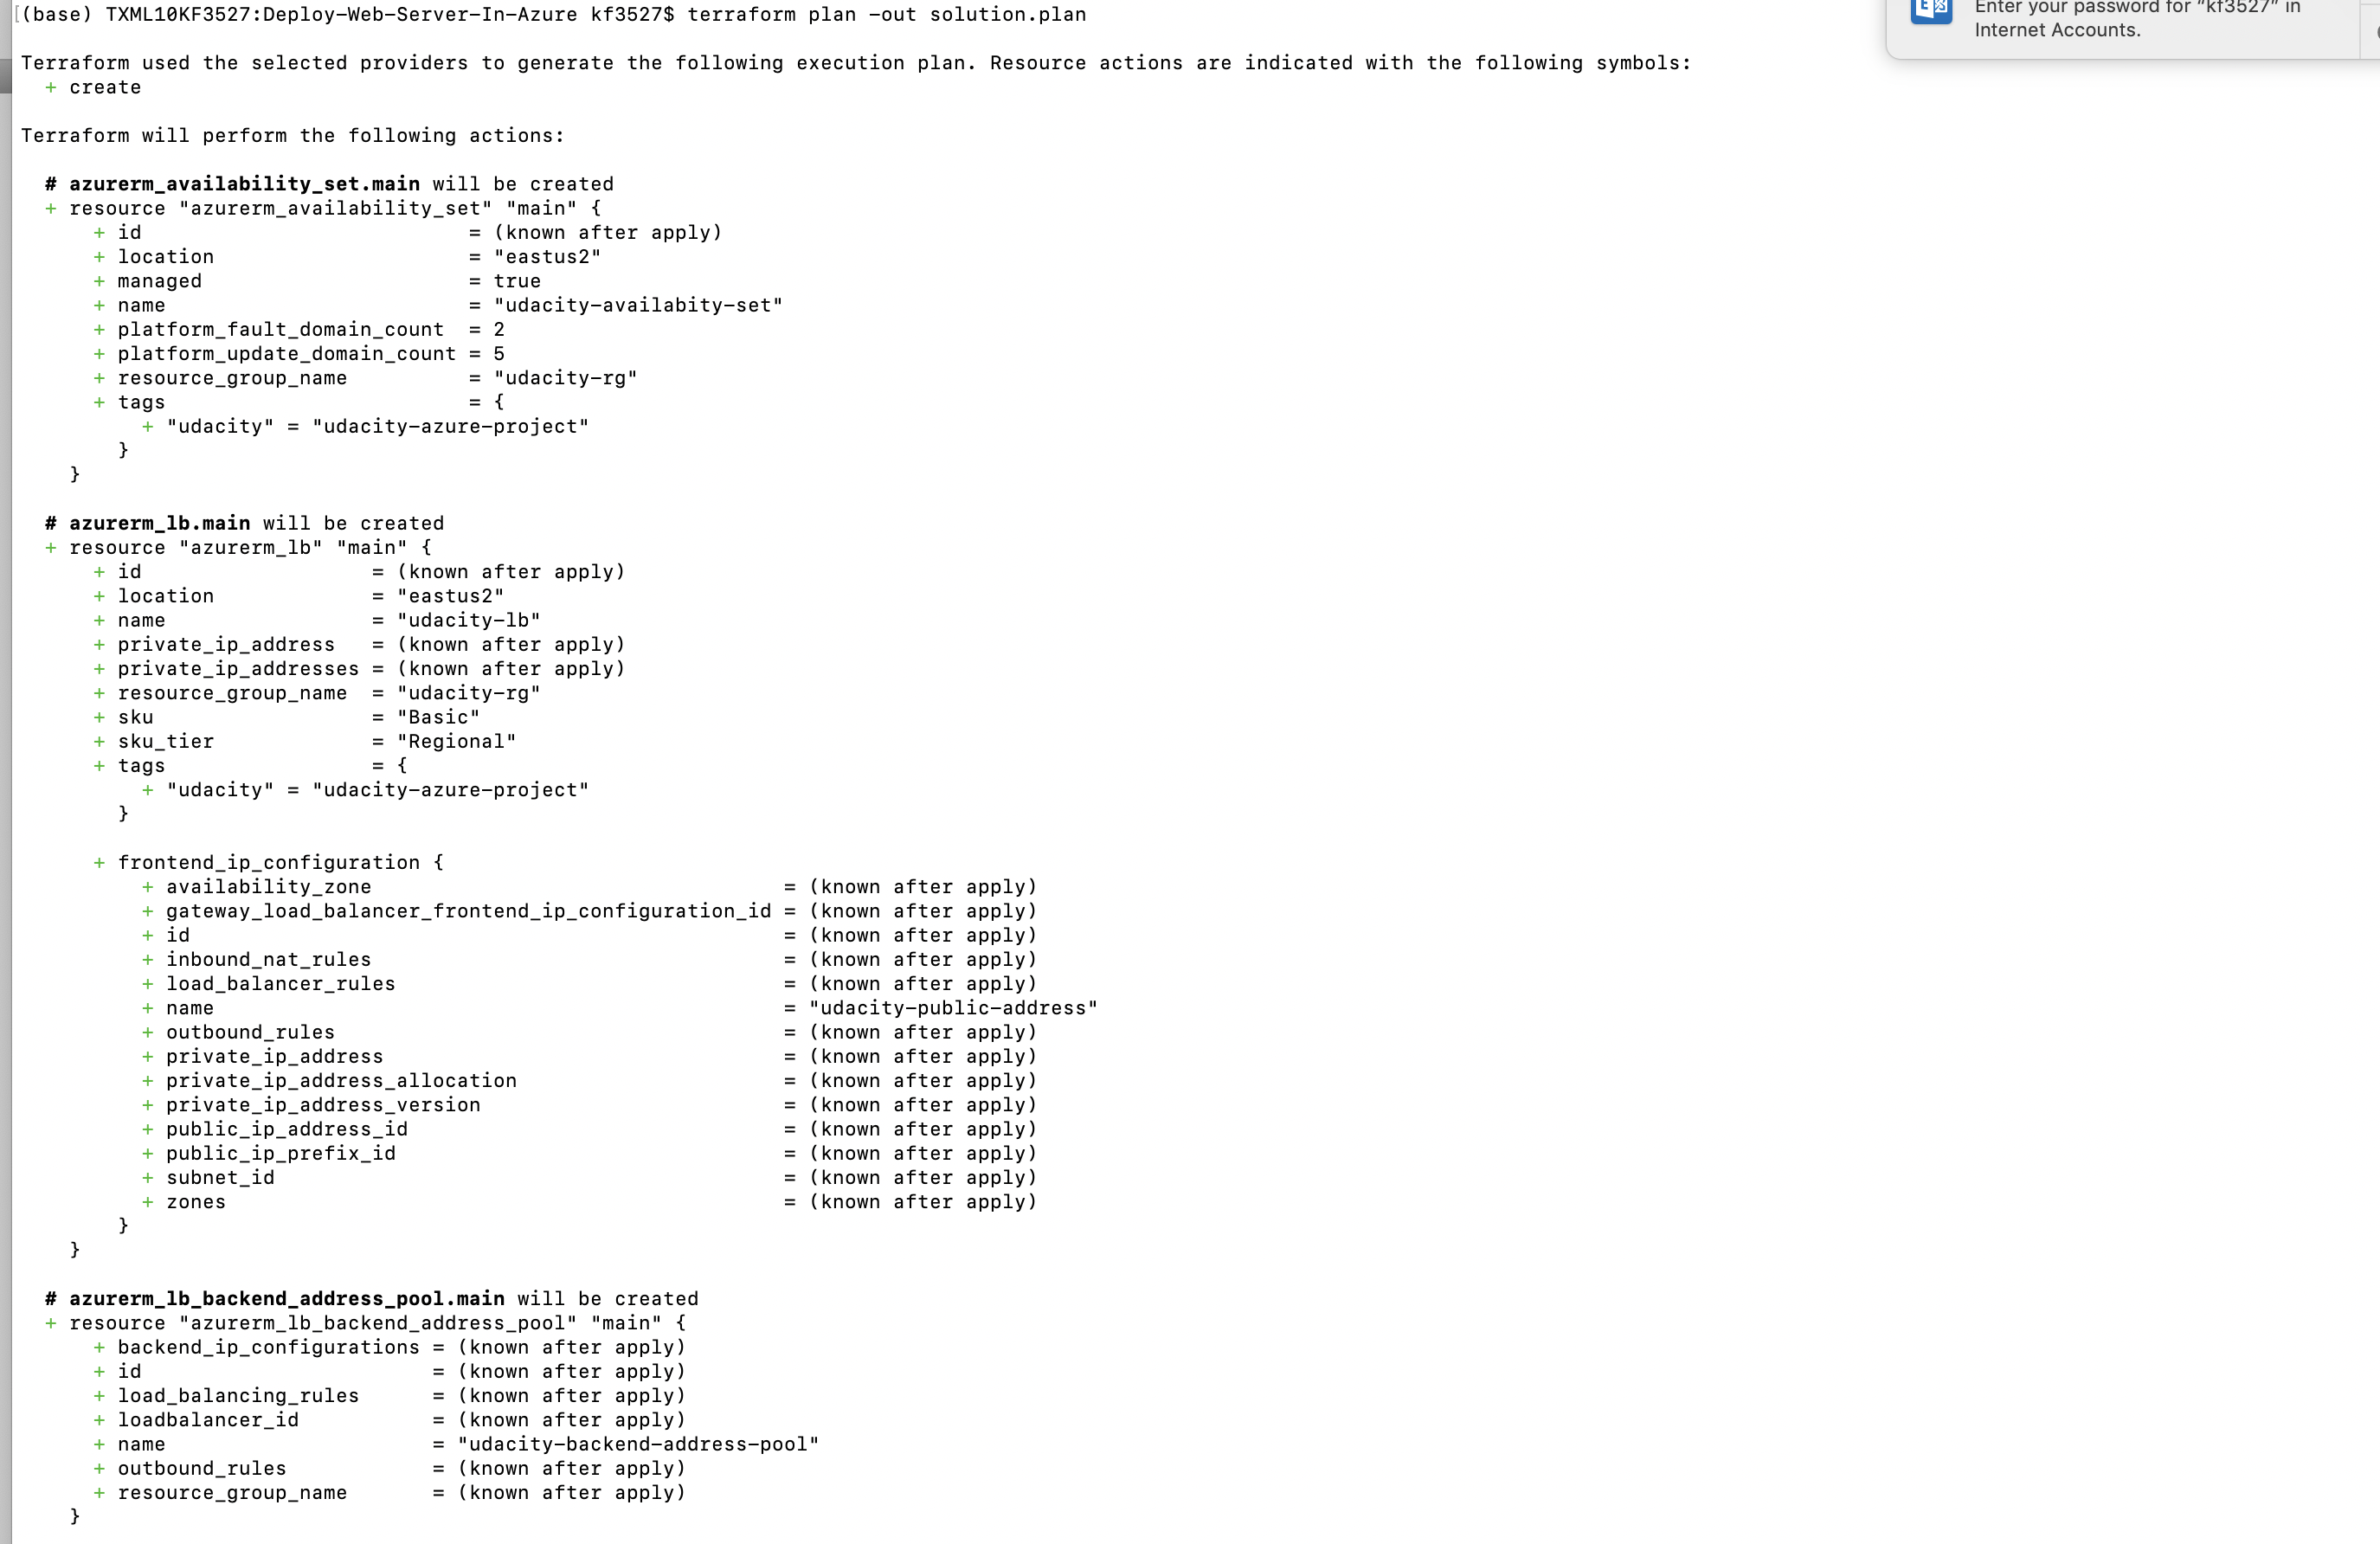 [(base) TXML10KF3527:Deploy-Web-Server-In-Azure kf3527$ terraform plan -out solution.plan
Enter your password for “kf3527” in
Internet Accounts.
Terraform used the selected providers to generate the following execution plan. Resource actions are indicated with the following symbols:
  + create
Terraform will perform the following actions:
  # azurerm_availability_set.main will be created
  + resource "azurerm_availability_set" "main" {
      + id                           = (known after apply)
      + location                     = "eastus2"
      + managed                      = true
      + name                         = "udacity-availabity-set"
      + platform_fault_domain_count  = 2
      + platform_update_domain_count = 5
      + resource_group_name          = "udacity-rg"
      + tags                         = {
          + "udacity" = "udacity-azure-project"
        }
    }
  # azurerm_lb.main will be created
  + resource "azurerm_lb" "main" {
      + id                   = (known after apply)
      + location             = "eastus2"
      + name                 = "udacity-lb"
      + private_ip_address   = (known after apply)
      + private_ip_addresses = (known after apply)
      + resource_group_name  = "udacity-rg"
      + sku                  = "Basic"
      + sku_tier             = "Regional"
      + tags                 = {
          + "udacity" = "udacity-azure-project"
        }
      + frontend_ip_configuration {
          + availability_zone                                  = (known after apply)
          + gateway_load_balancer_frontend_ip_configuration_id = (known after apply)
          + id                                                 = (known after apply)
          + inbound_nat_rules                                  = (known after apply)
          + load_balancer_rules                                = (known after apply)
          + name                                               = "udacity-public-address"
          + outbound_rules                                     = (known after apply)
          + private_ip_address                                 = (known after apply)
          + private_ip_address_allocation                      = (known after apply)
          + private_ip_address_version                         = (known after apply)
          + public_ip_address_id                               = (known after apply)
          + public_ip_prefix_id                                = (known after apply)
          + subnet_id                                          = (known after apply)
          + zones                                              = (known after apply)
        }
    }
  # azurerm_lb_backend_address_pool.main will be created
  + resource "azurerm_lb_backend_address_pool" "main" {
      + backend_ip_configurations = (known after apply)
      + id                        = (known after apply)
      + load_balancing_rules      = (known after apply)
      + loadbalancer_id           = (known after apply)
      + name                      = "udacity-backend-address-pool"
      + outbound_rules            = (known after apply)
      + resource_group_name       = (known after apply)
    }